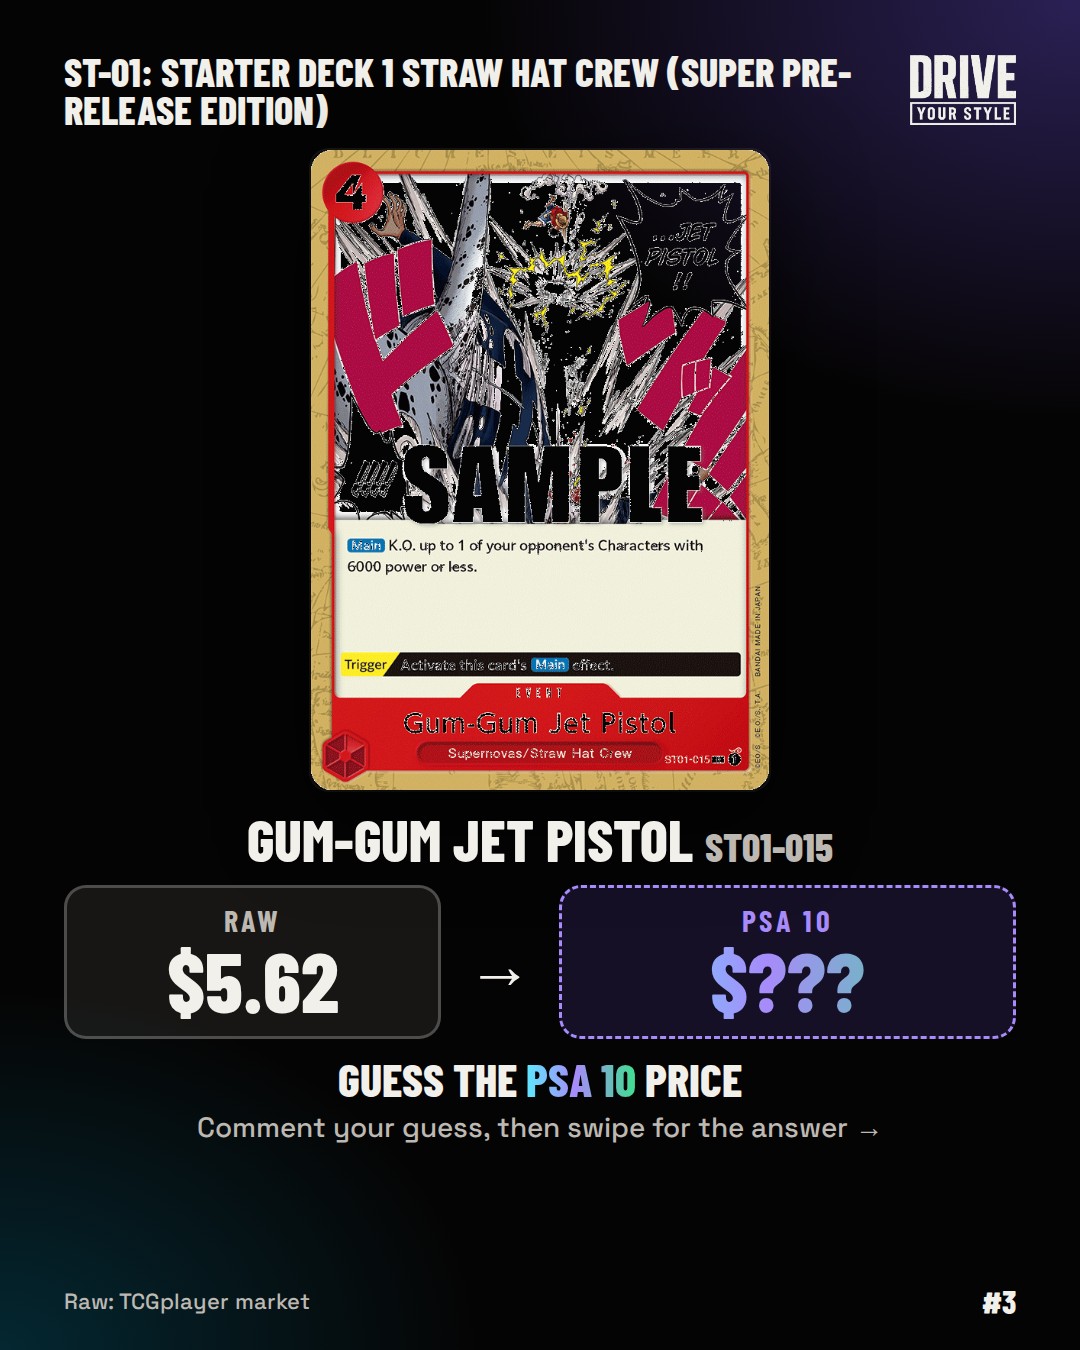 ST-01: STARTER DECK 1 STRAW HAT CREW (SUPER PRE-
RELEASE EDITION)
DRIVE
YOUR STYLE
4
...JET
PISTOL
!!
SAMPLE
Main K.O. up to 1 of your opponent's Characters with
6000 power or less.
Trigger Activate this card's Main effect.
EVENT
Gum-Gum Jet Pistol
Supernovas/Straw Hat Crew
ST01-015
BANDAI MADE IN JAPAN
GUM-GUM JET PISTOL ST01-015
RAW
$5.62
→
PSA 10
$???
GUESS THE PSA 10 PRICE
Comment your guess, then swipe for the answer →
Raw: TCGplayer market
#3